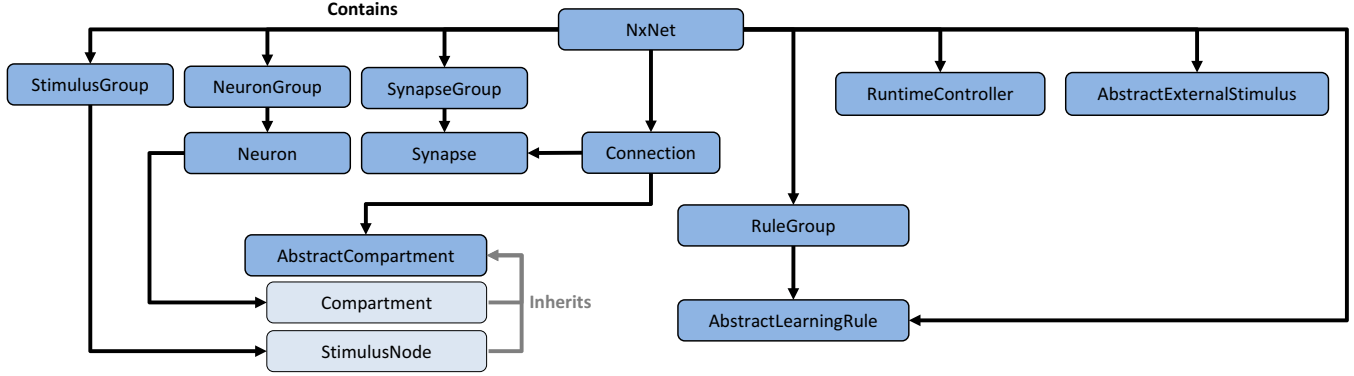 Contains
NxNet
StimulusGroup
NeuronGroup
SynapseGroup
RuntimeController
AbstractExternalStimulus
Neuron
Synapse
Connection
RuleGroup
AbstractCompartment
Compartment
Inherits
AbstractLearningRule
StimulusNode